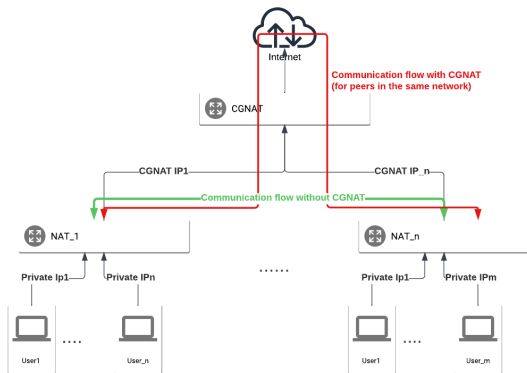 Internet
Communication flow with CGNAT
(for peers in the same network)
CGNAT
CGNAT IP1
CGNAT IP_n
Communication flow without CGNAT
NAT_1
NAT_n
......
Private Ip1
Private IPn
Private Ip1
Private IPm
....
....
User1
User_n
User1
User_m